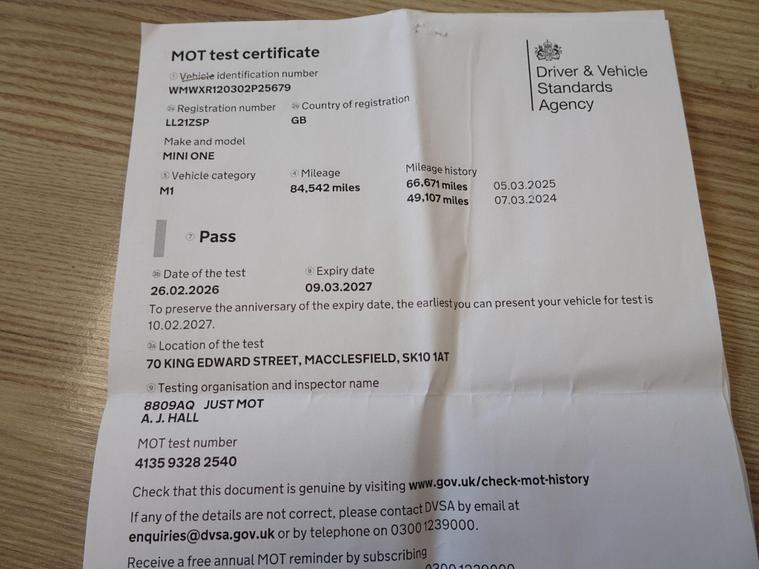 MOT test certificate
① Vehicle identification number
WMWXR120302P25679
Registration number
LL21ZSP
Country of registration
GB
Make and model
MINI ONE
⑤ Vehicle category
M1
④ Mileage
84,542 miles
Mileage history
66,671 miles 05.03.2025
49,107 miles 07.03.2024
Driver & Vehicle
Standards
Agency
⑦ Pass
Date of the test
26.02.2026
⑧ Expiry date
09.03.2027
To preserve the anniversary of the expiry date, the earliest you can present your vehicle for test is
10.02.2027.
Location of the test
70 KING EDWARD STREET, MACCLESFIELD, SK10 1AT
⑨ Testing organisation and inspector name
8809AQ JUST MOT
A. J. HALL
MOT test number
4135 9328 2540
Check that this document is genuine by visiting www.gov.uk/check-mot-history
If any of the details are not correct, please contact DVSA by email at
enquiries@dvsa.gov.uk or by telephone on 0300 1239000.
Receive a free annual MOT reminder by subscribing